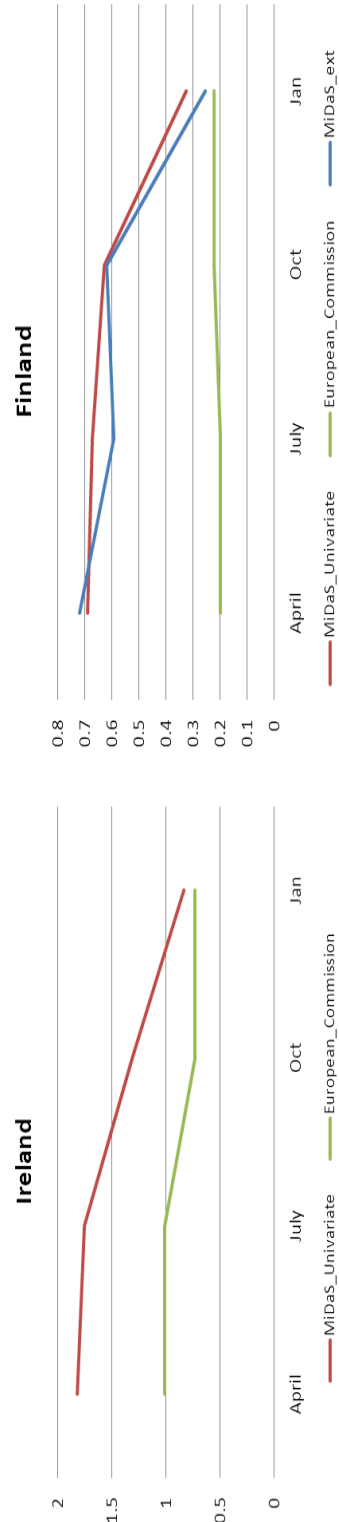 Ireland
2
1.5
1
0.5
0
April July Oct Jan
MiDaS_Univariate European_Commission
Finland
0.8
0.7
0.6
0.5
0.4
0.3
0.2
0.1
0
April July Oct Jan
MiDaS_Univariate European_Commission MiDaS_ext